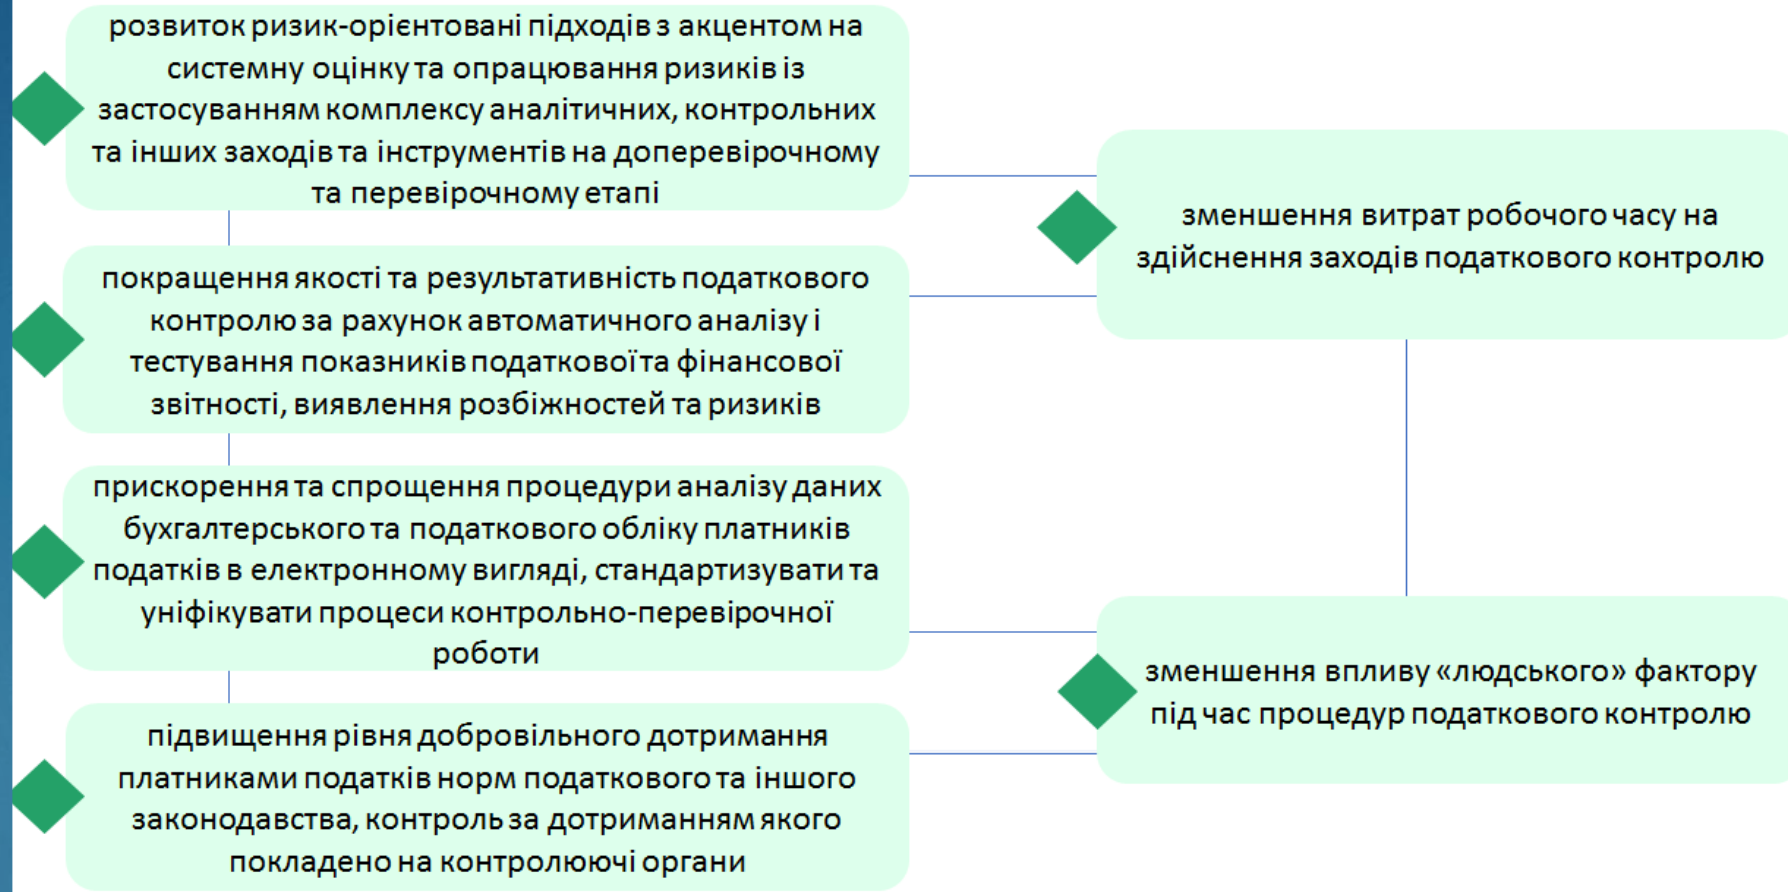 розвиток ризик-орієнтовані підходів з акцентом на
системну оцінку та опрацювання ризиків із
застосуванням комплексу аналітичних, контрольних
та інших заходів та інструментів на доперевірочному
та перевірочному етапі
покращення якості та результативність податкового
контролю за рахунок автоматичного аналізу і
тестування показників податкової та фінансової
звітності, виявлення розбіжностей та ризиків
прискорення та спрощення процедури аналізу даних
бухгалтерського та податкового обліку платників
податків в електронному вигляді, стандартизувати та
уніфікувати процеси контрольно-перевірочної
роботи
підвищення рівня добровільного дотримання
платниками податків норм податкового та іншого
законодавства, контроль за дотриманням якого
покладено на контролюючі органи
зменшення витрат робочого часу на
здійснення заходів податкового контролю
зменшення впливу «людського» фактору
під час процедур податкового контролю